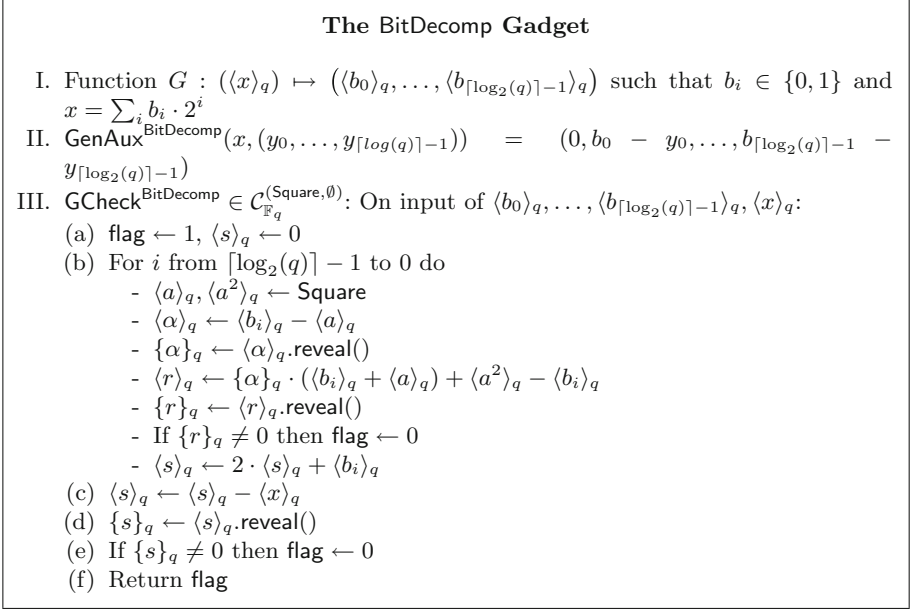 The BitDecomp Gadget
I. Function G : (⟨x⟩_q) ↦ (⟨b_0⟩_q, . . . , ⟨b_{⌈log_2(q)⌉−1}⟩_q) such that b_i ∈ {0, 1} and
x = ∑_i b_i · 2^i
II. GenAux^{BitDecomp}(x, (y_0, . . . , y_{⌈log(q)⌉−1})) = (0, b_0 − y_0, . . . , b_{⌈log_2(q)⌉−1} −
y_{⌈log_2(q)⌉−1})
III. GCheck^{BitDecomp} ∈ C_{𝔽_q}^{(Square,∅)}: On input of ⟨b_0⟩_q, . . . , ⟨b_{⌈log_2(q)⌉−1}⟩_q, ⟨x⟩_q:
(a) flag ← 1, ⟨s⟩_q ← 0
(b) For i from ⌈log_2(q)⌉ − 1 to 0 do
- ⟨a⟩_q, ⟨a^2⟩_q ← Square
- ⟨α⟩_q ← ⟨b_i⟩_q − ⟨a⟩_q
- {α}_q ← ⟨α⟩_q.reveal()
- ⟨r⟩_q ← {α}_q · (⟨b_i⟩_q + ⟨a⟩_q) + ⟨a^2⟩_q − ⟨b_i⟩_q
- {r}_q ← ⟨r⟩_q.reveal()
- If {r}_q ≠ 0 then flag ← 0
- ⟨s⟩_q ← 2 · ⟨s⟩_q + ⟨b_i⟩_q
(c) ⟨s⟩_q ← ⟨s⟩_q − ⟨x⟩_q
(d) {s}_q ← ⟨s⟩_q.reveal()
(e) If {s}_q ≠ 0 then flag ← 0
(f) Return flag